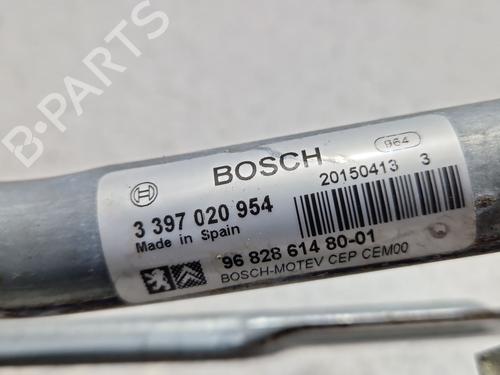 B-PARTS
BOSCH
B64
20150413 3
3 397 020 954
Made in Spain
96 828 614 80-01
BOSCH-MOTEV CEP CEM00